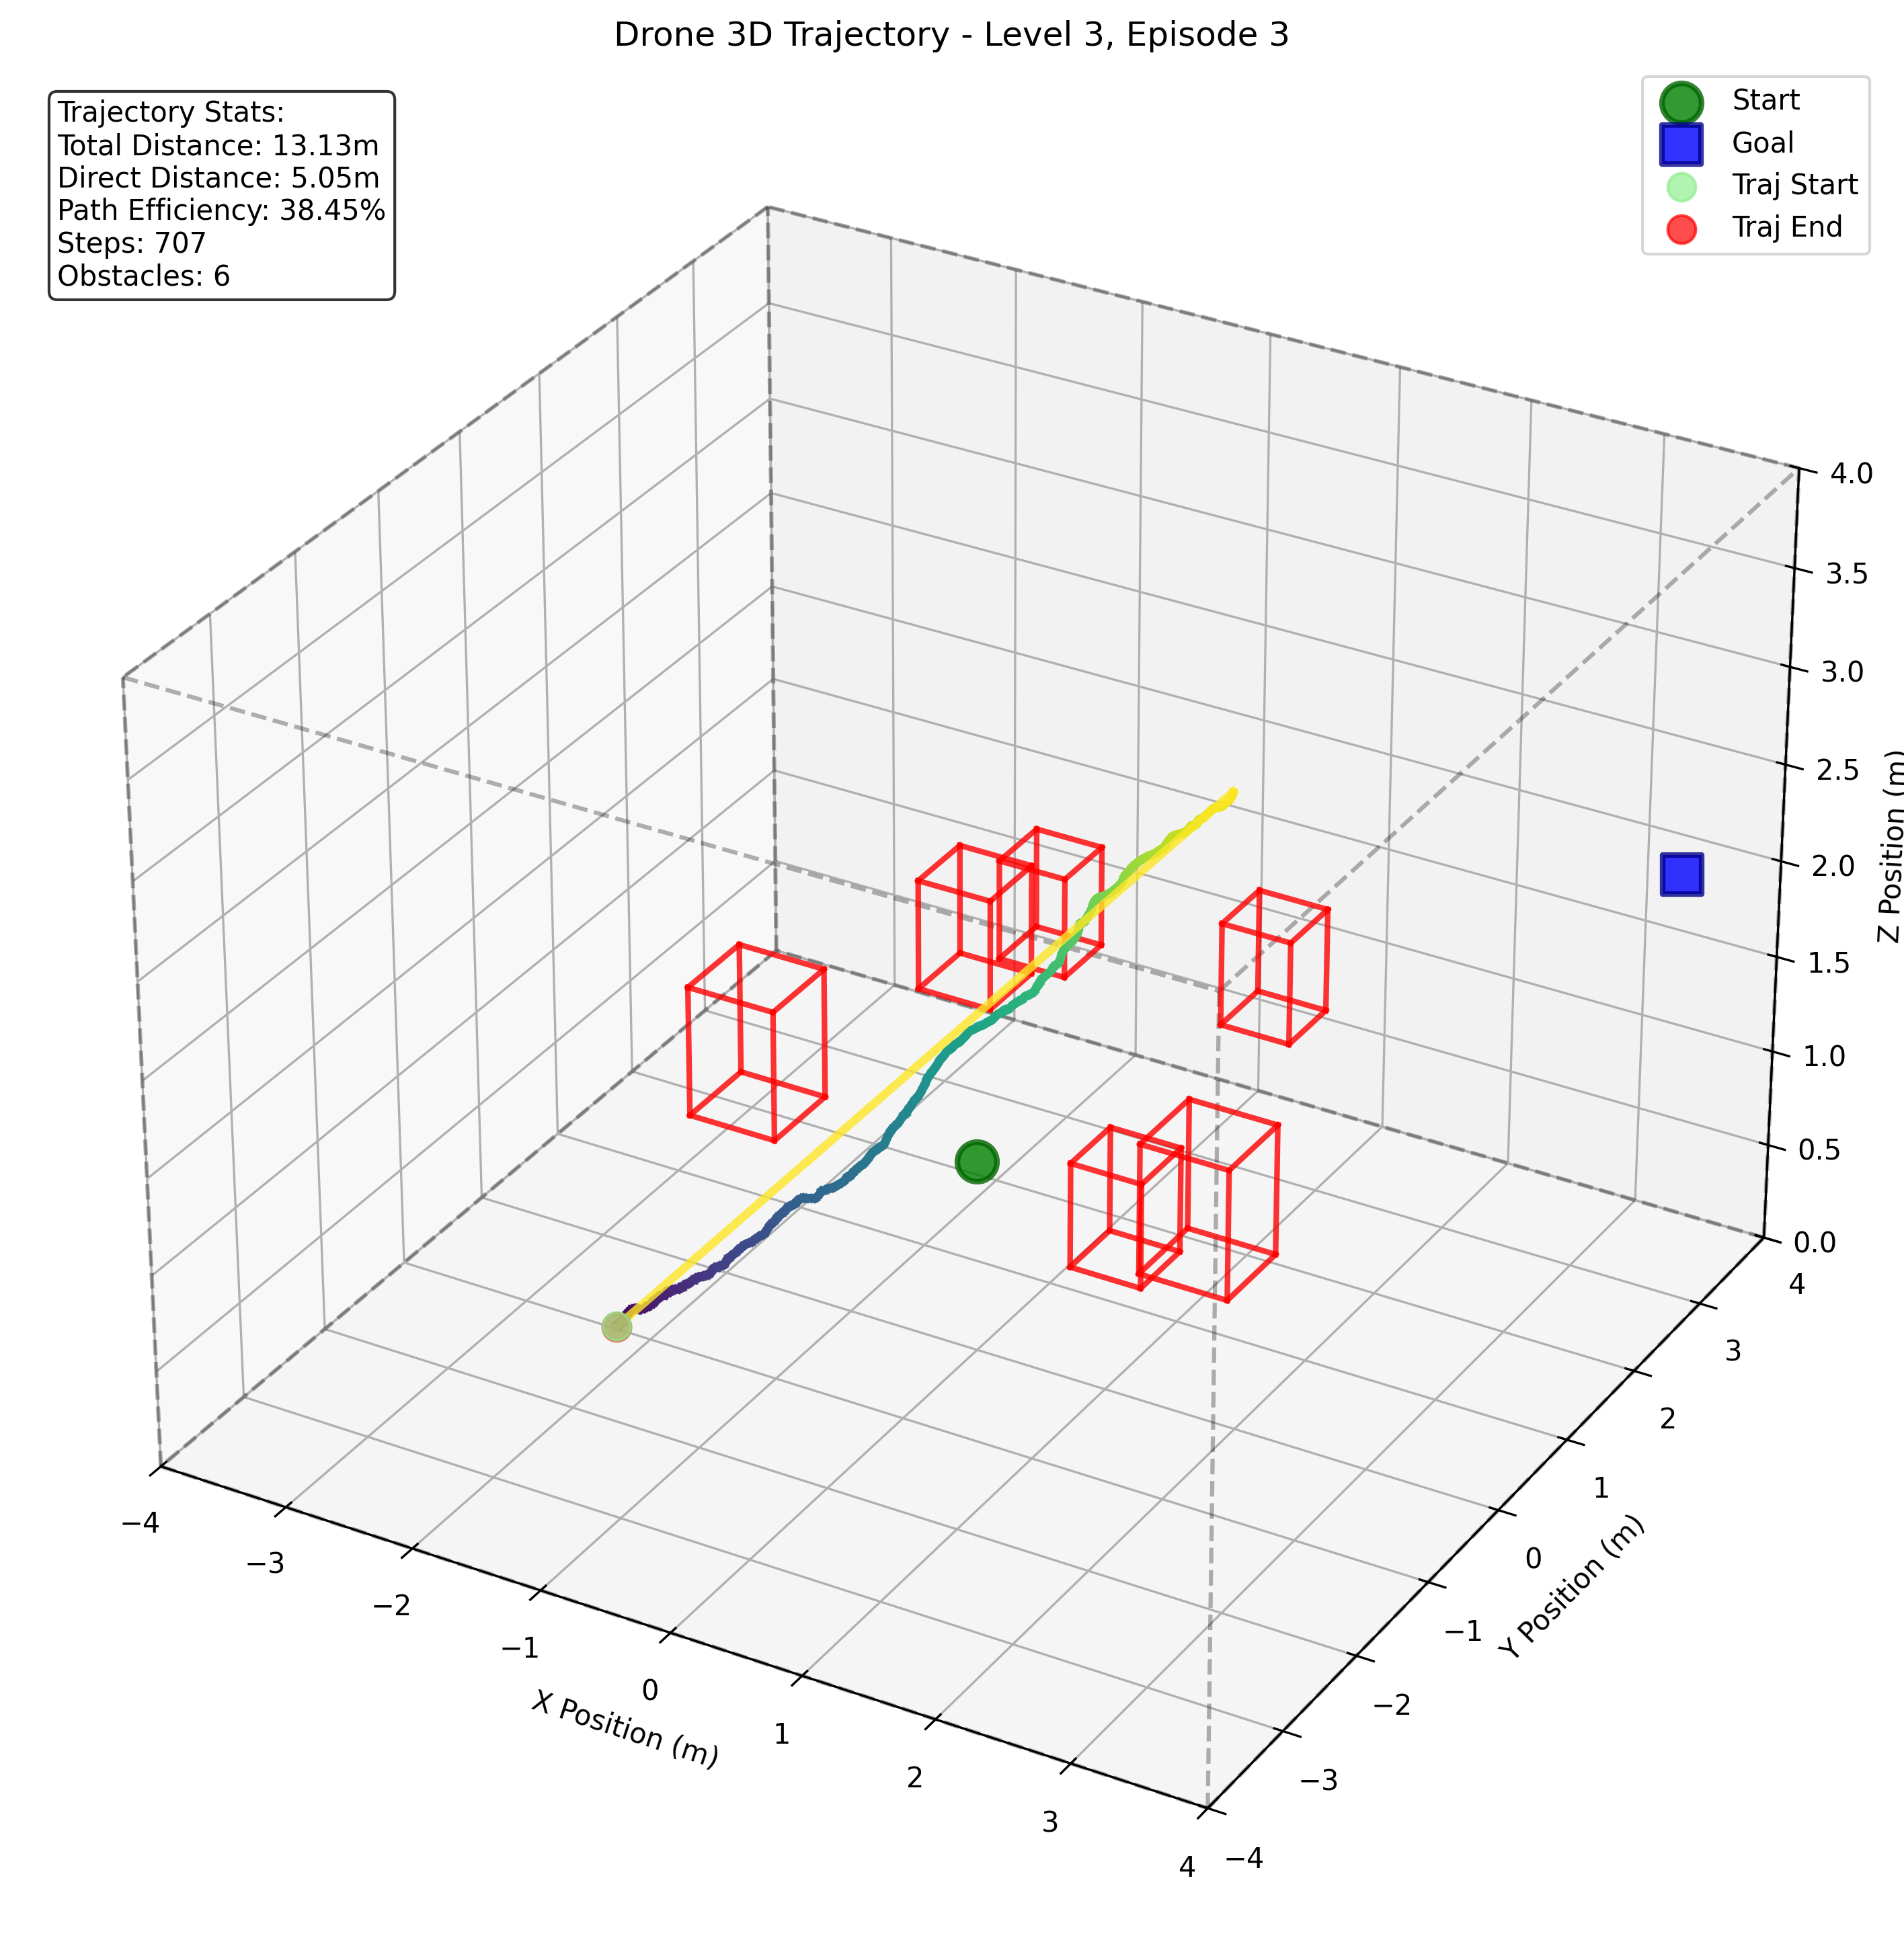 Drone 3D Trajectory - Level 3, Episode 3
Trajectory Stats:
Total Distance: 13.13m
Direct Distance: 5.05m
Path Efficiency: 38.45%
Steps: 707
Obstacles: 6
Start
Goal
Traj Start
Traj End
4.0
3.5
3.0
2.5
2.0
1.5
1.0
0.5
0.0
Z Position (m)
4
3
2
1
0
−1
−2
−3
−4
Y Position (m)
−4
−3
−2
−1
0
1
2
3
4
X Position (m)